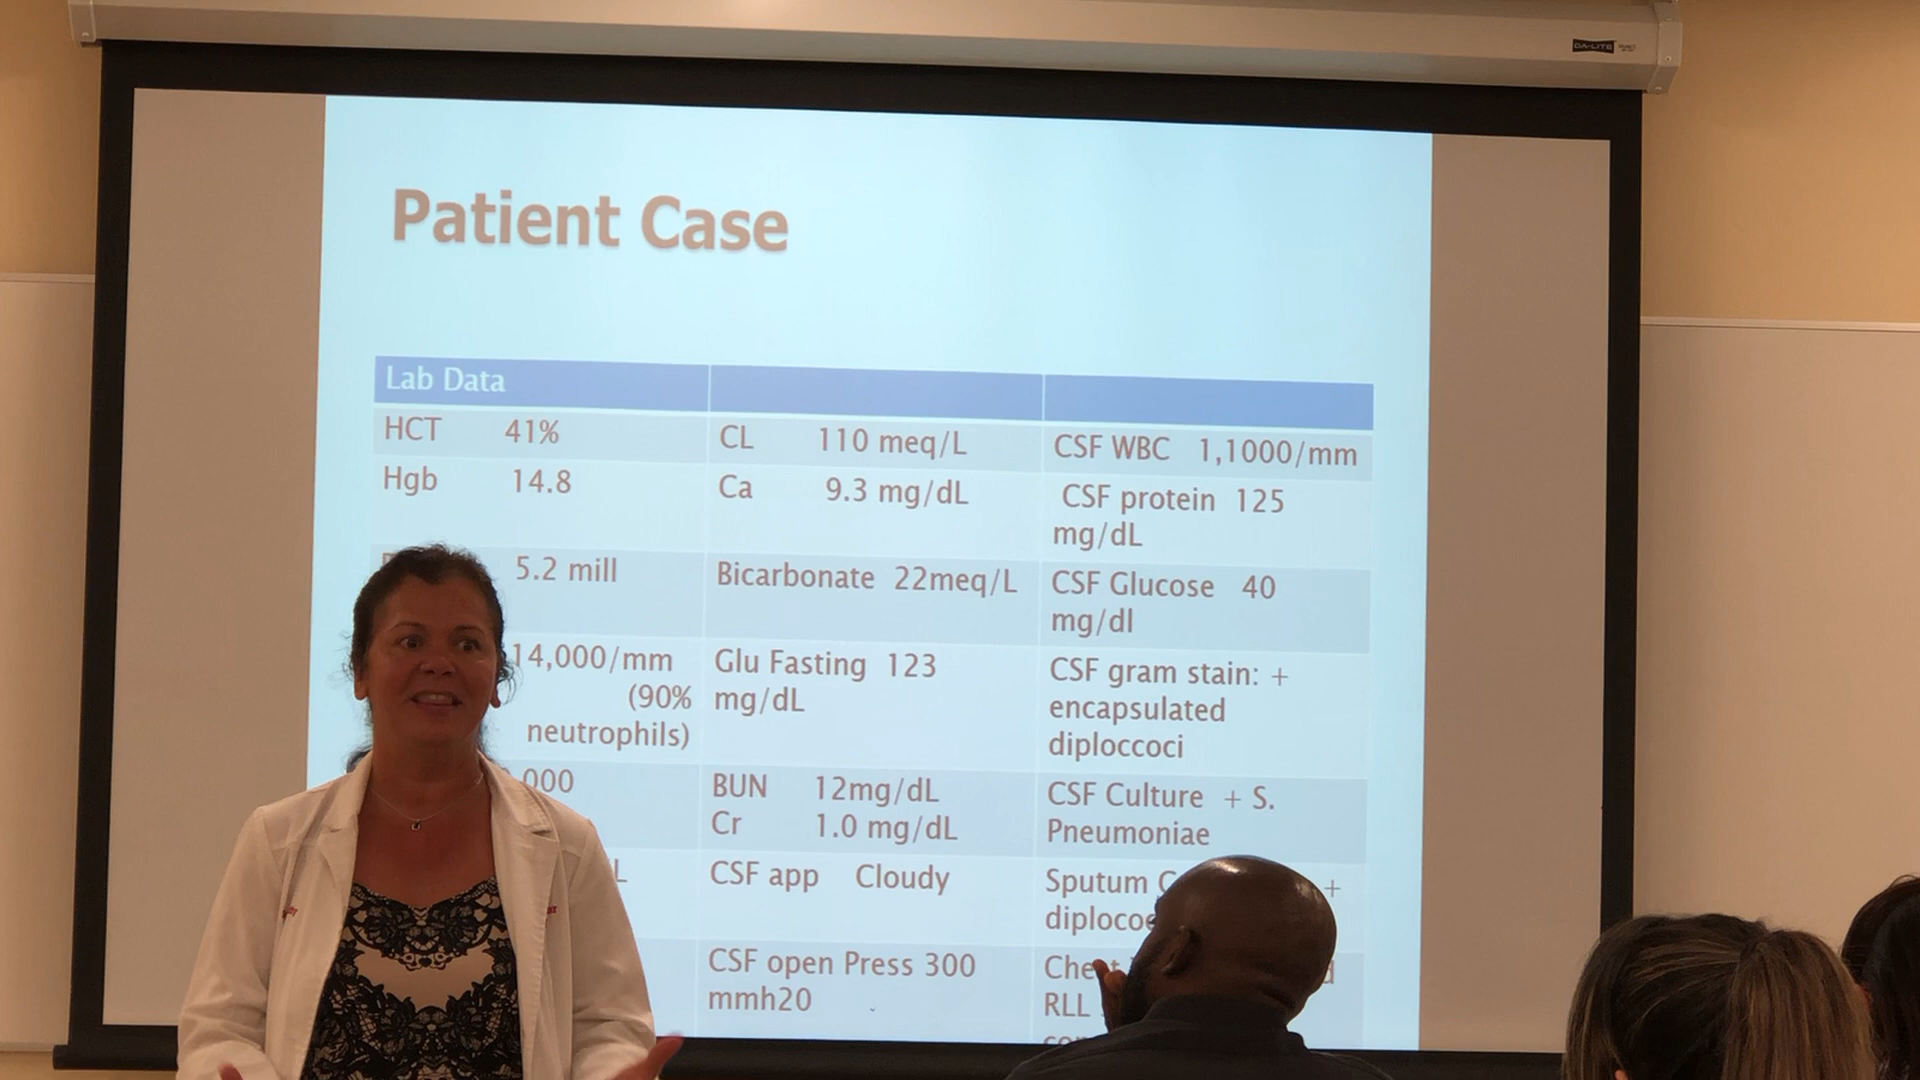 DA-LITE
Patient Case
Lab Data
HCT 41% CL 110 meq/L CSF WBC 1,1000/mm
Hgb 14.8 Ca 9.3 mg/dL CSF protein 125
mg/dL
5.2 mill Bicarbonate 22meq/L CSF Glucose 40
mg/dl
14,000/mm Glu Fasting 123 CSF gram stain: +
(90% mg/dL encapsulated
neutrophils) diploccoci
000 BUN 12mg/dL CSF Culture + S.
Cr 1.0 mg/dL Pneumoniae
L CSF app Cloudy Sputum +
CSF open Press 300
mmh20 RLL